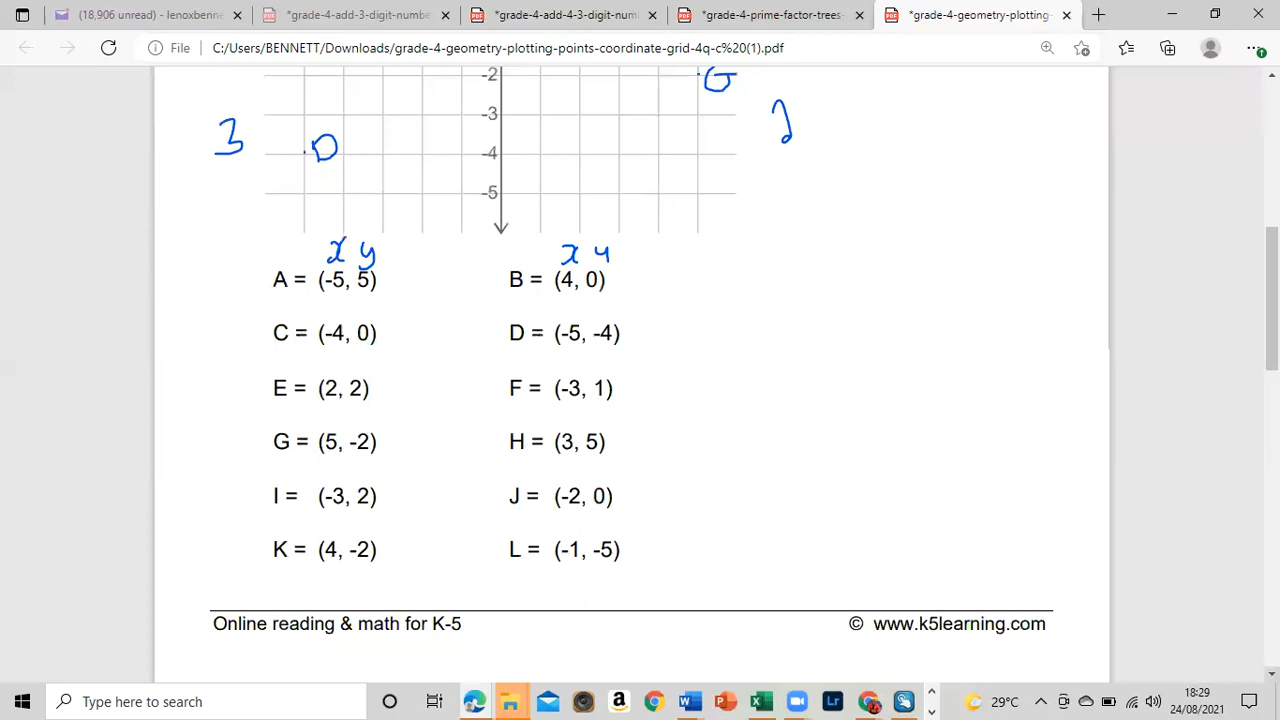 (18,906 unread) - lenoxbenne
*grade-4-add-3-digit-numbe
*grade-4-add-4-3-digit-num
*grade-4-prime-factor-trees-
*grade-4-geometry-plotting-
File
C:/Users/BENNETT/Downloads/grade-4-geometry-plotting-points-coordinate-grid-4q-c%20(1).pdf
-2
G
-3
3
D
-4
2
-5
x y
x y
A = (-5, 5)
B = (4, 0)
C = (-4, 0)
D = (-5, -4)
E = (2, 2)
F = (-3, 1)
G = (5, -2)
H = (3, 5)
I = (-3, 2)
J = (-2, 0)
K = (4, -2)
L = (-1, -5)
Online reading & math for K-5
© www.k5learning.com
Type here to search
29°C
18:29
24/08/2021